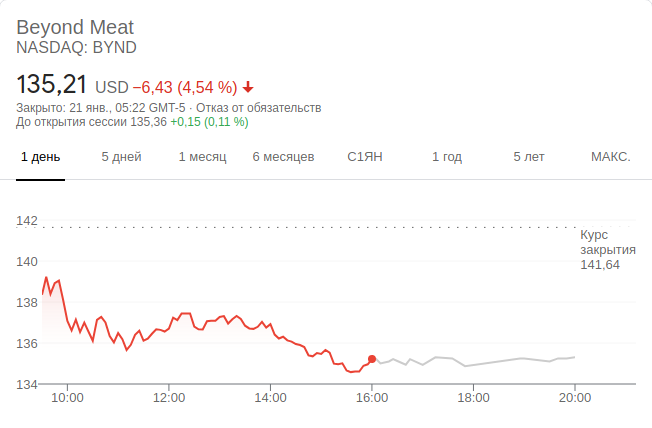 Beyond Meat
NASDAQ: BYND
135,21 USD −6,43 (4,54 %)
Закрыто: 21 янв., 05:22 GMT-5 · Отказ от обязательств
До открытия сессии 135,36 +0,15 (0,11 %)
1 день 5 дней 1 месяц 6 месяцев С1ЯН 1 год 5 лет МАКС.
142
Курс
закрытия
141,64
140
138
136
134
10:00 12:00 14:00 16:00 18:00 20:00